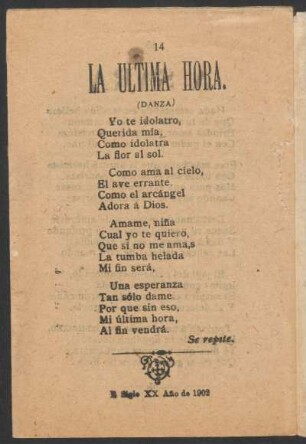 14
LA ULTIMA HORA.
(DANZA)
Yo te idolatro,
Querida mía,
Como idolatra
La flor al sol.
Como ama al cielo,
El ave errante.
Como el arcángel
Adora á Dios.
Amame, niña
Cual yo te quiero,
Que si no me ama,s
La tumba helada
Mi fin será,
Una esperanza
Tan sólo dame.
Por que sin eso,
Mi última hora,
Al fin vendrá.
Se repite.
Siglo XX Año de 1902